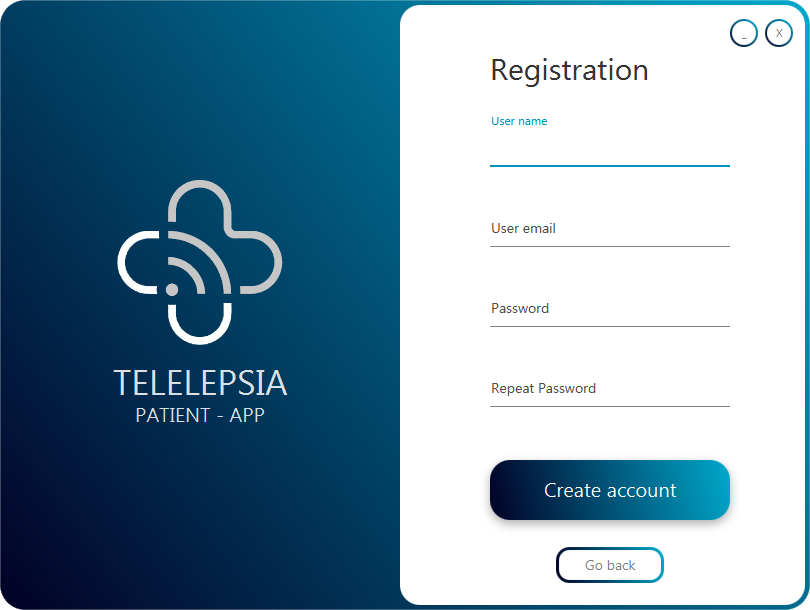 _ X
Registration
User name
User email
Password
Repeat Password
Create account
Go back
TELELEPSIA
PATIENT - APP